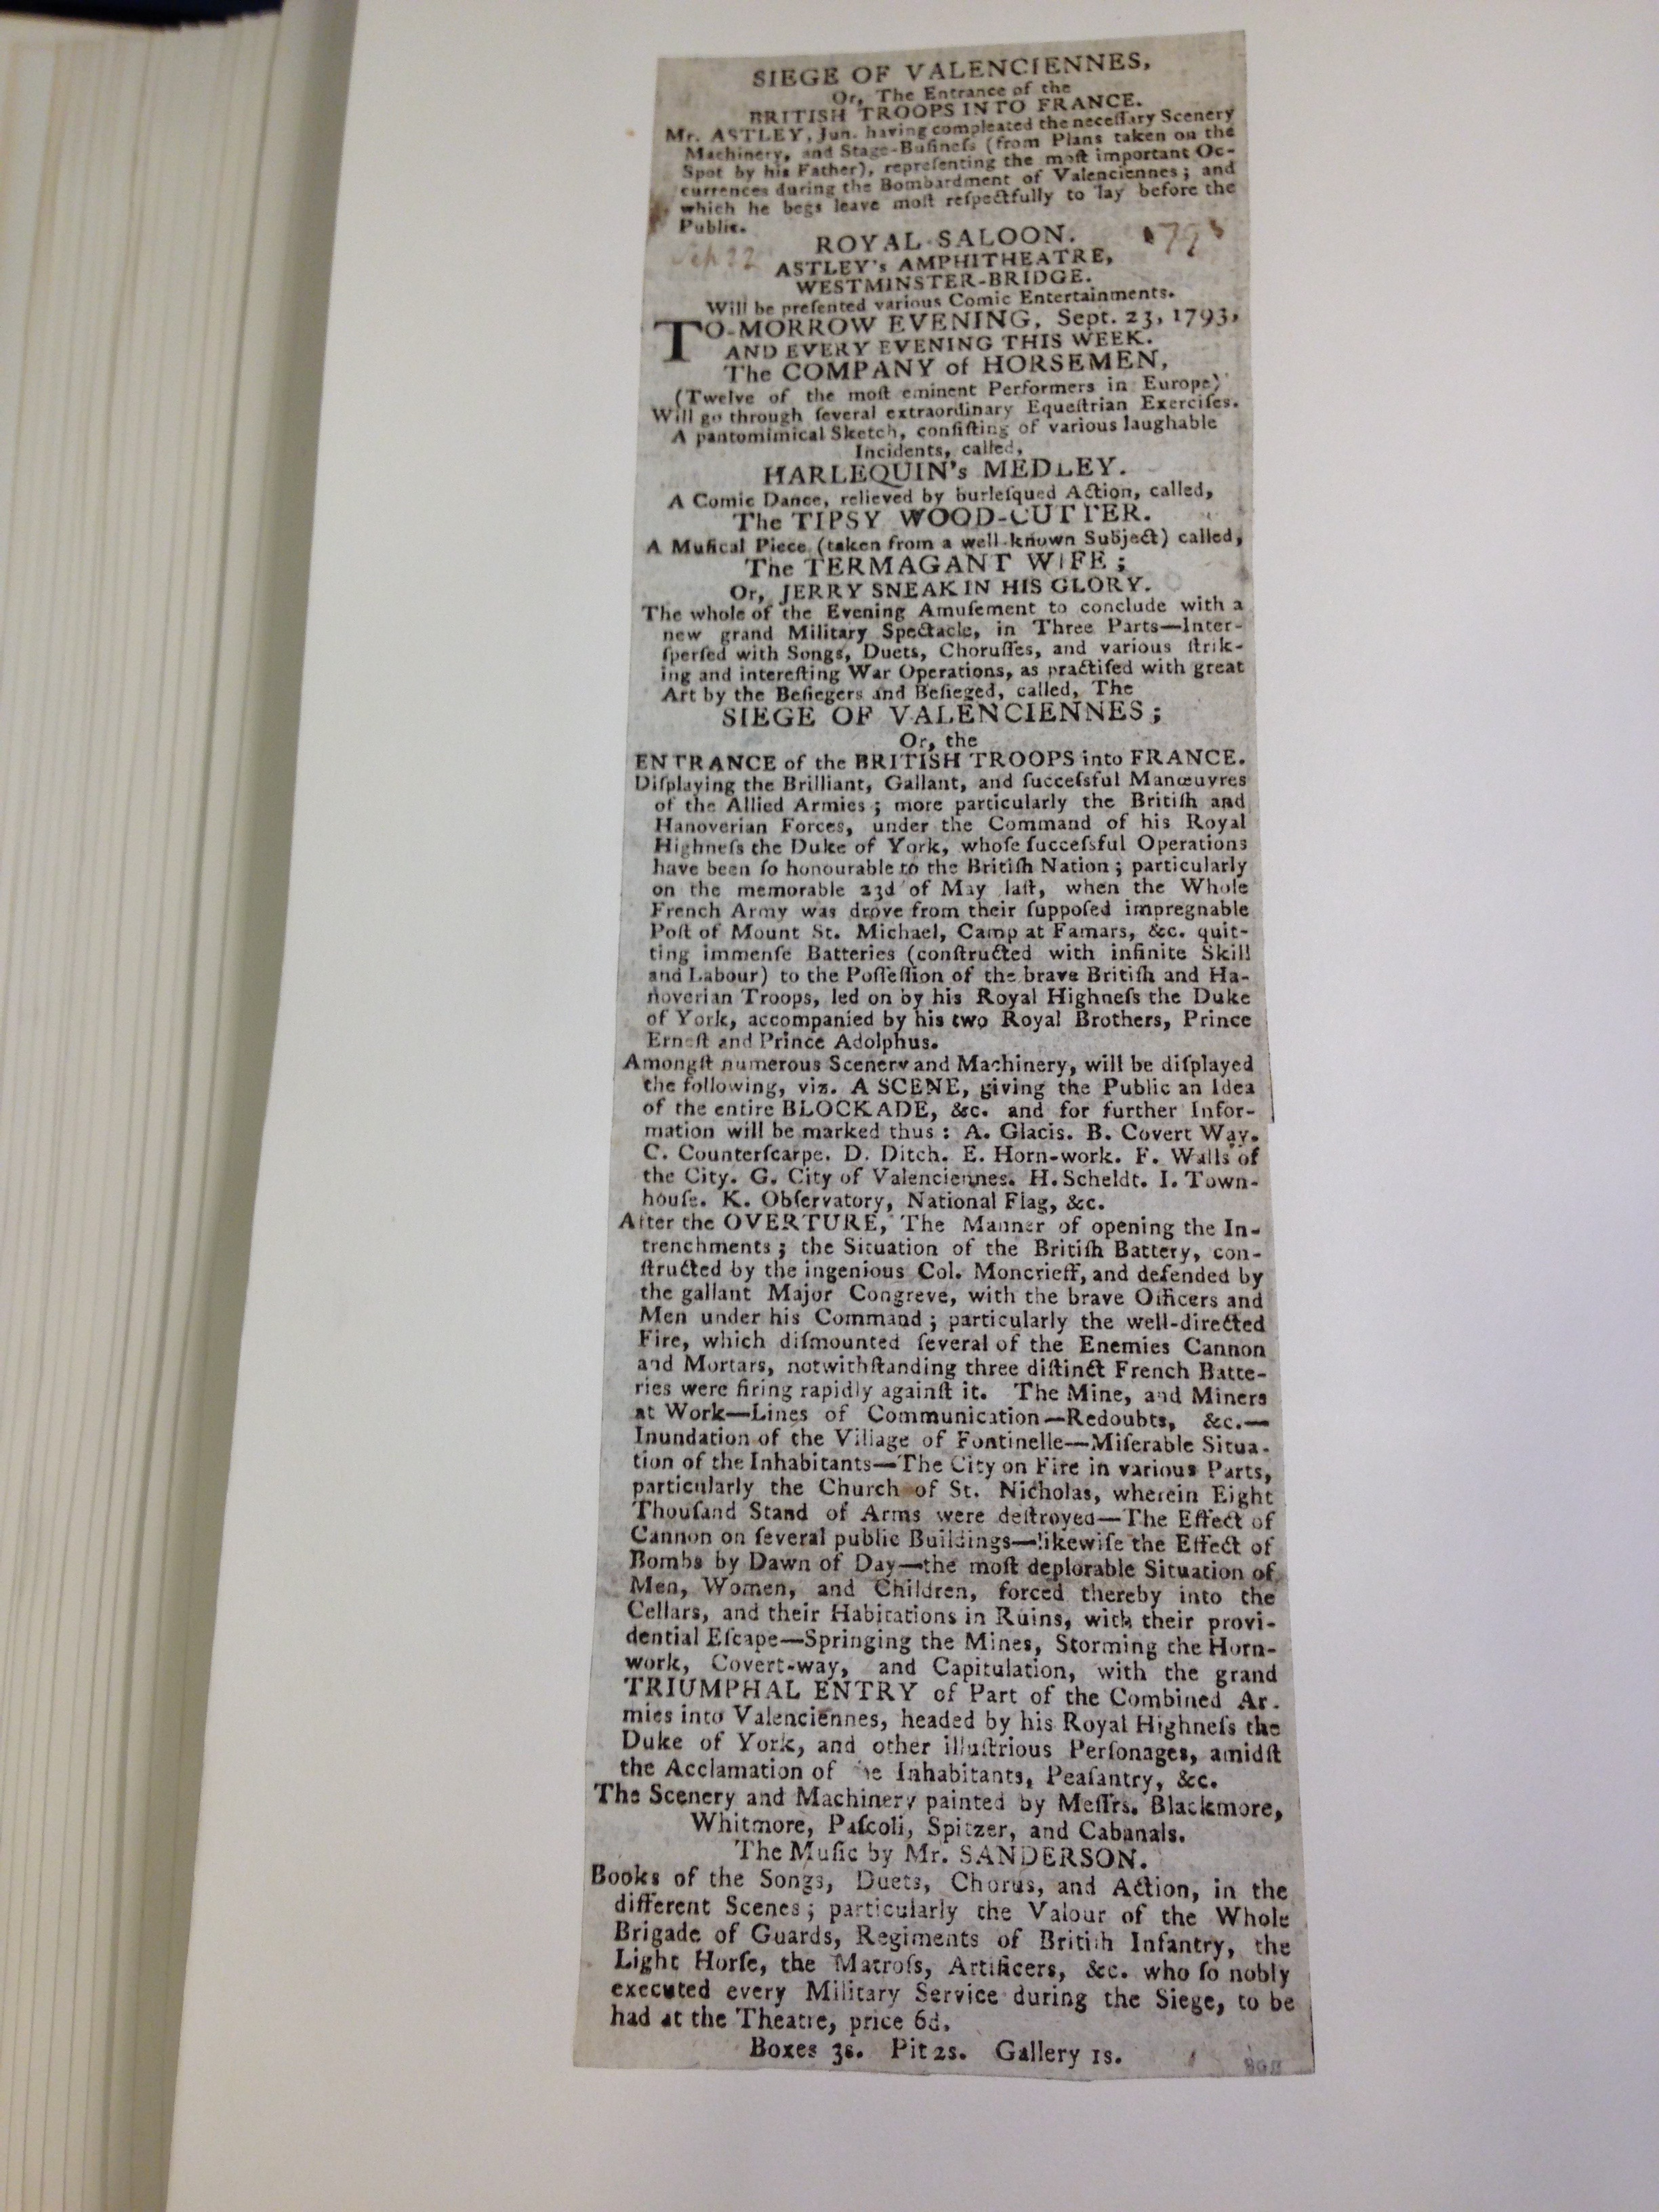 SIEGE OF VALENCIENNES,
Or, The Entrance of the
BRITISH TROOPS INTO FRANCE.
Mr. ASTLEY, Jun. having compleated the neceſſary Scenery
Machinery, and Stage-Buſineſs (from Plans taken on the
Spot by his Father), repreſenting the moſt important Oc-
currences during the Bombardment of Valenciennes; and
which he begs leave moſt reſpectfully to lay before the
Public.
ROYAL SALOON.
1793
ASTLEY's AMPHITHEATRE,
WESTMINSTER-BRIDGE.
Will be preſented various Comic Entertainments.
TO-MORROW EVENING, Sept. 23, 1793,
AND EVERY EVENING THIS WEEK.
The COMPANY of HORSEMEN,
(Twelve of the moſt eminent Performers in Europe)
Will go through ſeveral extraordinary Equeſtrian Exerciſes.
A pantomimical Sketch, conſiſting of various laughable
Incidents, called,
HARLEQUIN's MEDLEY.
A Comic Dance, relieved by burleſqued Action, called,
The TIPSY WOOD-CUTTER.
A Muſical Piece (taken from a well-known Subject) called,
The TERMAGANT WIFE;
Or, JERRY SNEAK IN HIS GLORY.
The whole of the Evening Amuſement to conclude with a
new grand Military Spectacle, in Three Parts—Inter-
ſperſed with Songs, Duets, Choruſſes, and various ſtrik-
ing and intereſting War Operations, as practiſed with great
Art by the Beſiegers and Beſieged, called, The
SIEGE OF VALENCIENNES;
Or, the
ENTRANCE of the BRITISH TROOPS into FRANCE.
Diſplaying the Brilliant, Gallant, and ſucceſsful Manœuvres
of the Allied Armies; more particularly the Britiſh and
Hanoverian Forces, under the Command of his Royal
Highneſs the Duke of York, whoſe ſucceſsful Operations
have been ſo honourable to the Britiſh Nation; particularly
on the memorable 23d of May laſt, when the Whole
French Army was drove from their ſuppoſed impregnable
Poſt of Mount St. Michael, Camp at Famars, &c. quit-
ting immenſe Batteries (conſtructed with infinite Skill
and Labour) to the Poſſeſſion of the brave Britiſh and Ha-
noverian Troops, led on by his Royal Highneſs the Duke
of York, accompanied by his two Royal Brothers, Prince
Erneſt and Prince Adolphus.
Amongſt numerous Scenery and Machinery, will be diſplayed
the following, viz. A SCENE, giving the Public an Idea
of the entire BLOCKADE, &c. and for further Infor-
mation will be marked thus: A. Glacis. B. Covert Way.
C. Counterſcarpe. D. Ditch. E. Horn-work. F. Walls of
the City. G. City of Valenciennes. H. Scheldt. I. Town-
houſe. K. Obſervatory, National Flag, &c.
After the OVERTURE, The Manner of opening the In-
trenchments; the Situation of the Britiſh Battery, con-
ſtructed by the ingenious Col. Moncrieff, and defended by
the gallant Major Congreve, with the brave Officers and
Men under his Command; particularly the well-directed
Fire, which diſmounted ſeveral of the Enemies Cannon
and Mortars, notwithſtanding three diſtinct French Batte-
ries were firing rapidly againſt it. The Mine, and Miners
at Work—Lines of Communication—Redoubts, &c.—
Inundation of the Village of Fontinelle—Miſerable Situa-
tion of the Inhabitants—The City on Fire in various Parts,
particularly the Church of St. Nicholas, wherein Eight
Thouſand Stand of Arms were deſtroyed—The Effect of
Cannon on ſeveral public Buildings—likewiſe the Effect of
Bombs by Dawn of Day—the moſt deplorable Situation of
Men, Women, and Children, forced thereby into the
Cellars, and their Habitations in Ruins, with their provi-
dential Eſcape—Springing the Mines, Storming the Horn-
work, Covert-way, and Capitulation, with the grand
TRIUMPHAL ENTRY of Part of the Combined Ar-
mies into Valenciennes, headed by his Royal Highneſs the
Duke of York, and other illuſtrious Perſonages, amidſt
the Acclamation of Inhabitants, Peaſantry, &c.
The Scenery and Machinery painted by Meſſrs. Blackmore,
Whitmore, Paſcoli, Spitzer, and Cabanals.
The Muſic by Mr. SANDERSON.
Books of the Songs, Duets, Chorus, and Action, in the
different Scenes; particularly the Valour of the Whole
Brigade of Guards, Regiments of Britiſh Infantry, the
Light Horſe, the Matroſs, Artificers, &c. who ſo nobly
executed every Military Service during the Siege, to be
had at the Theatre, price 6d.
Boxes 3s. Pit 2s. Gallery 1s.